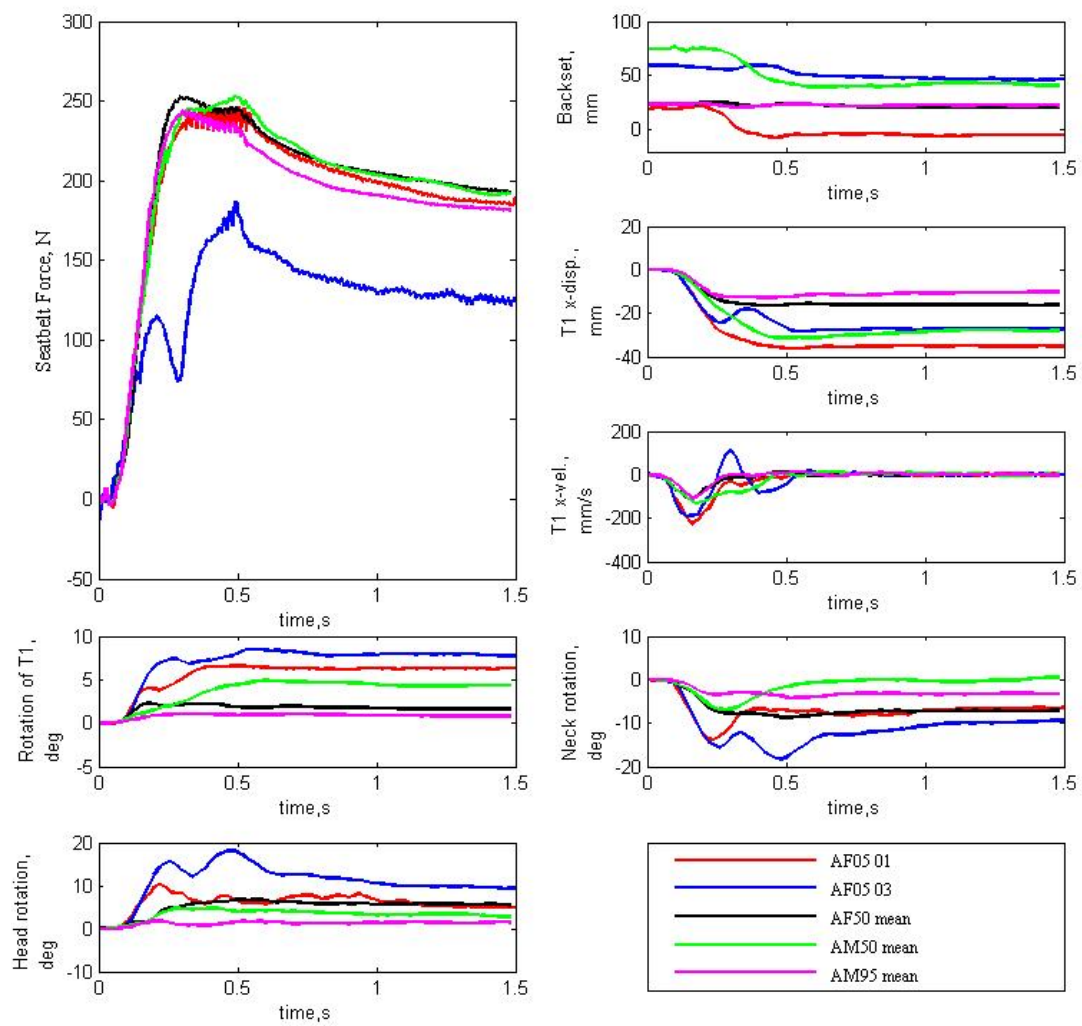 300
250
200
150
100
50
0
-50
Seatbelt Force, N
0 0.5 1 1.5
time,s
100
50
0
Backset,
mm
0 0.5 1 1.5
time,s
20
0
-20
-40
T1 x-disp.,
mm
0 0.5 1 1.5
time,s
200
0
-200
-400
T1 x-vel.,
mm/s
0 0.5 1 1.5
time,s
10
5
0
-5
Rotation of T1,
deg
0 0.5 1 1.5
time,s
10
0
-10
-20
Neck rotation,
deg
0 0.5 1 1.5
time,s
20
10
0
-10
Head rotation,
deg
0 0.5 1 1.5
time,s
AF05 01
AF05 03
AF50 mean
AM50 mean
AM95 mean